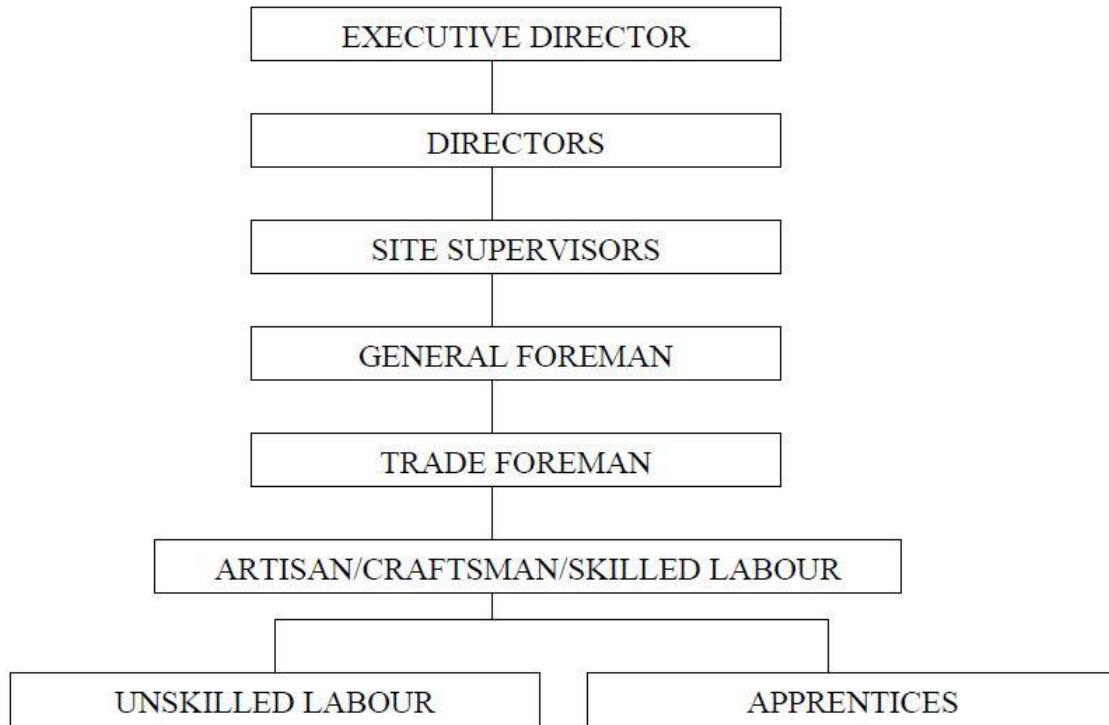 EXECUTIVE DIRECTOR
DIRECTORS
SITE SUPERVISORS
GENERAL FOREMAN
TRADE FOREMAN
ARTISAN/CRAFTSMAN/SKILLED LABOUR
UNSKILLED LABOUR
APPRENTICES